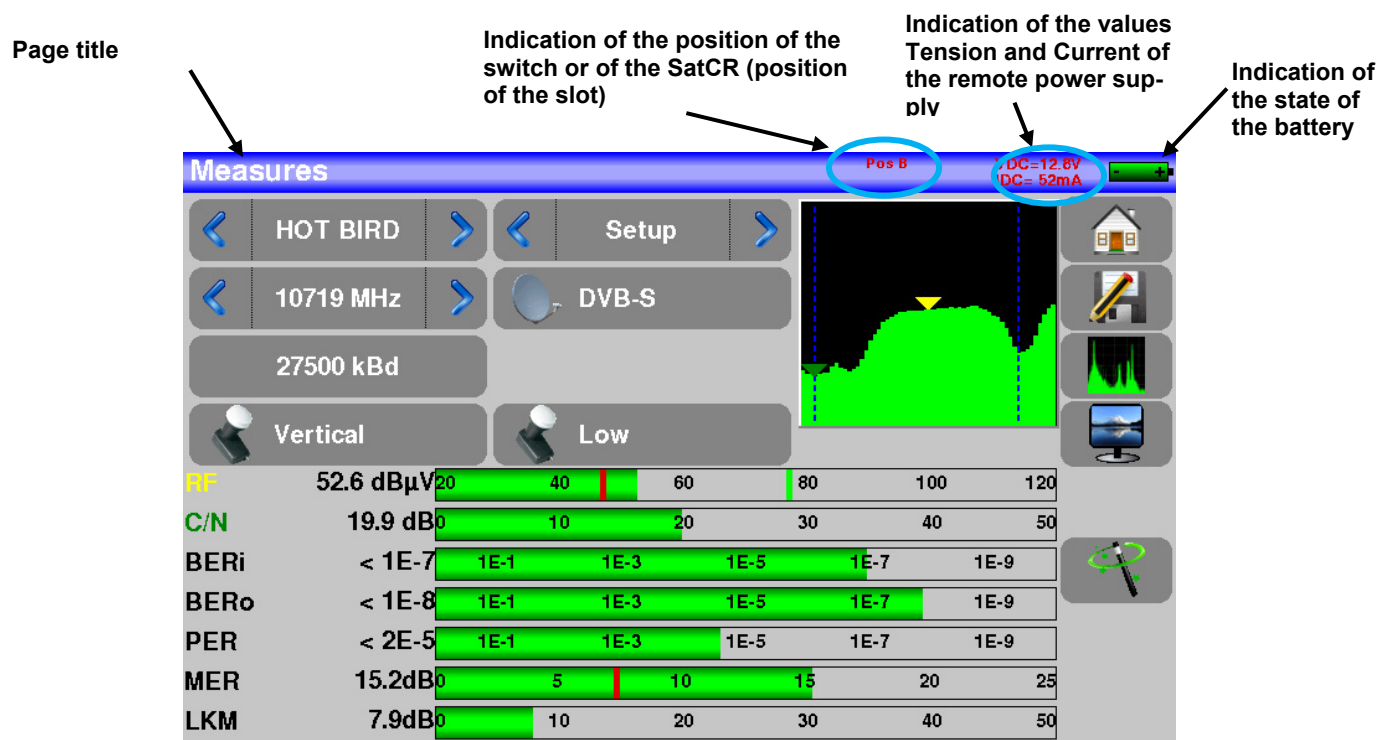 Page title
Indication of the position of the
switch or of the SatCR (position
of the slot)
Indication of the values
Tension and Current of
the remote power sup-
ply
Indication of
the state of
the battery
Measures
Pos B
VDC=12.8V
IDC= 52mA
- +
HOT BIRD
Setup
10719 MHz
DVB-S
27500 kBd
Vertical
Low
RF 52.6 dBµV 20 40 60 80 100 120
C/N 19.9 dB 0 10 20 30 40 50
BERi < 1E-7 1E-1 1E-3 1E-5 1E-7 1E-9
BERo < 1E-8 1E-1 1E-3 1E-5 1E-7 1E-9
PER < 2E-5 1E-1 1E-3 1E-5 1E-7 1E-9
MER 15.2dB 0 5 10 15 20 25
LKM 7.9dB 0 10 20 30 40 50